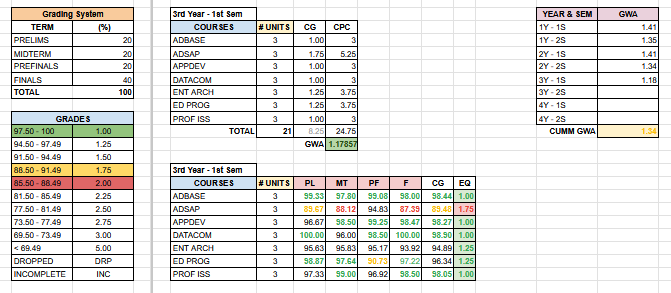 Grading System
TERM (%)
PRELIMS 20
MIDTERM 20
PREFINALS 20
FINALS 40
TOTAL 100
GRADES
97.50 - 100 1.00
94.50 - 97.49 1.25
91.50 - 94.49 1.50
88.50 - 91.49 1.75
85.50 - 88.49 2.00
81.50 - 85.49 2.25
77.50 - 81.49 2.50
73.50 - 77.49 2.75
69.50 - 73.49 3.00
< 69.49 5.00
DROPPED DRP
INCOMPLETE INC
3rd Year - 1st Sem
COURSES # UNITS CG CPC
ADBASE 3 1.00 3
ADSAP 3 1.75 5.25
APPDEV 3 1.00 3
DATACOM 3 1.00 3
ENT ARCH 3 1.25 3.75
ED PROG 3 1.25 3.75
PROF ISS 3 1.00 3
TOTAL 21 8.25 24.75
GWA 1.17857
3rd Year - 1st Sem
COURSES # UNITS PL MT PF F CG EQ
ADBASE 3 99.33 97.80 99.08 98.00 98.44 1.00
ADSAP 3 89.67 88.12 94.83 87.39 89.48 1.75
APPDEV 3 96.67 98.50 99.25 98.47 98.27 1.00
DATACOM 3 100.00 96.00 98.50 100.00 98.90 1.00
ENT ARCH 3 95.63 95.83 95.17 93.92 94.89 1.25
ED PROG 3 98.87 97.64 90.73 97.22 96.34 1.25
PROF ISS 3 97.33 99.00 96.92 98.50 98.05 1.00
YEAR & SEM GWA
1Y - 1S 1.41
1Y - 2S 1.35
2Y - 1S 1.41
2Y - 2S 1.34
3Y - 1S 1.18
3Y - 2S
4Y - 1S
4Y - 2S
CUMM GWA 1.34